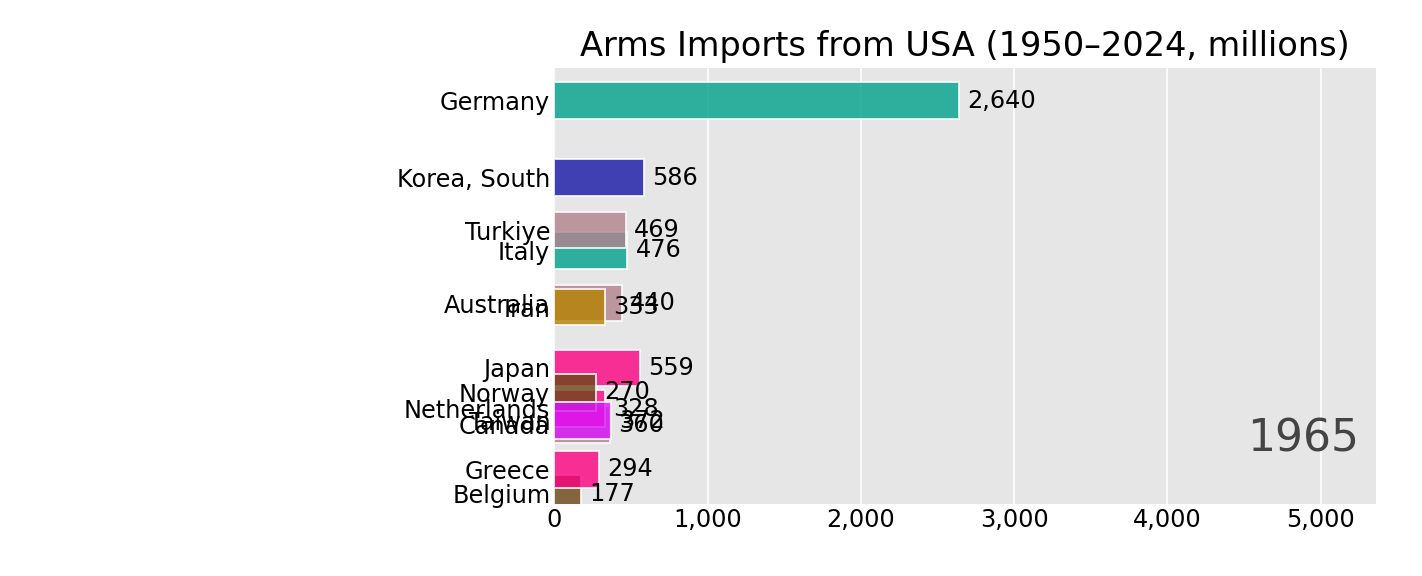 Arms Imports from USA (1950–2024, millions)
Germany 2,640
Korea, South 586
Turkiye 469
Italy 476
Australia 440
Iran 333
Japan 559
Norway 270
Netherlands 328
Taiwan
Canada 360
1965
Greece 294
Belgium 177
0 1,000 2,000 3,000 4,000 5,000